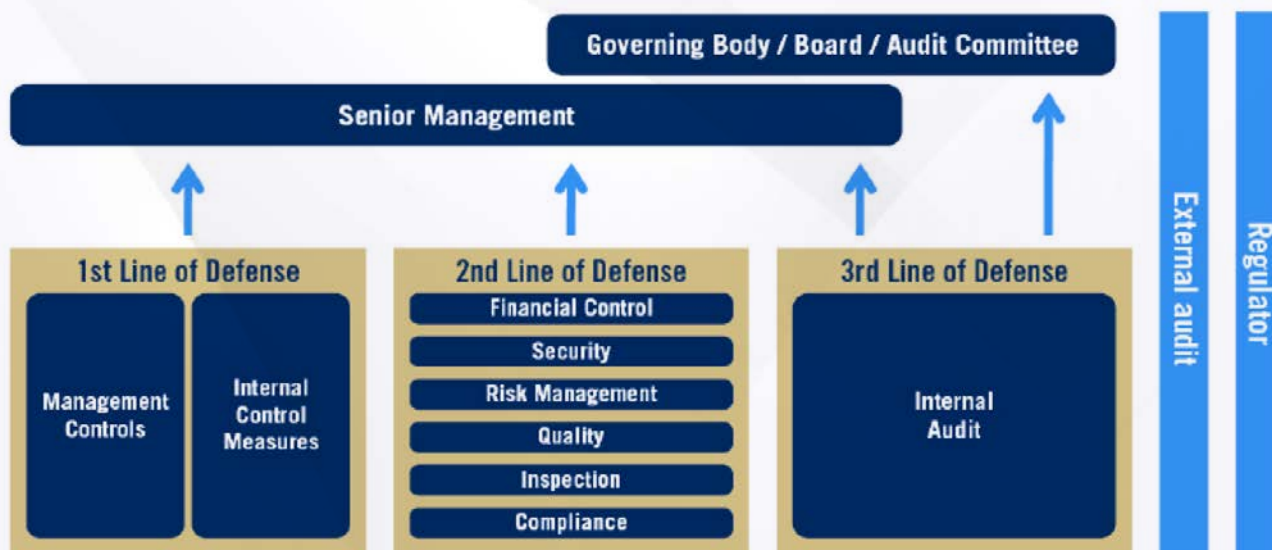 Governing Body / Board / Audit Committee
Senior Management
1st Line of Defense
Management
Controls
Internal
Control
Measures
2nd Line of Defense
Financial Control
Security
Risk Management
Quality
Inspection
Compliance
3rd Line of Defense
Internal
Audit
External audit
Regulator